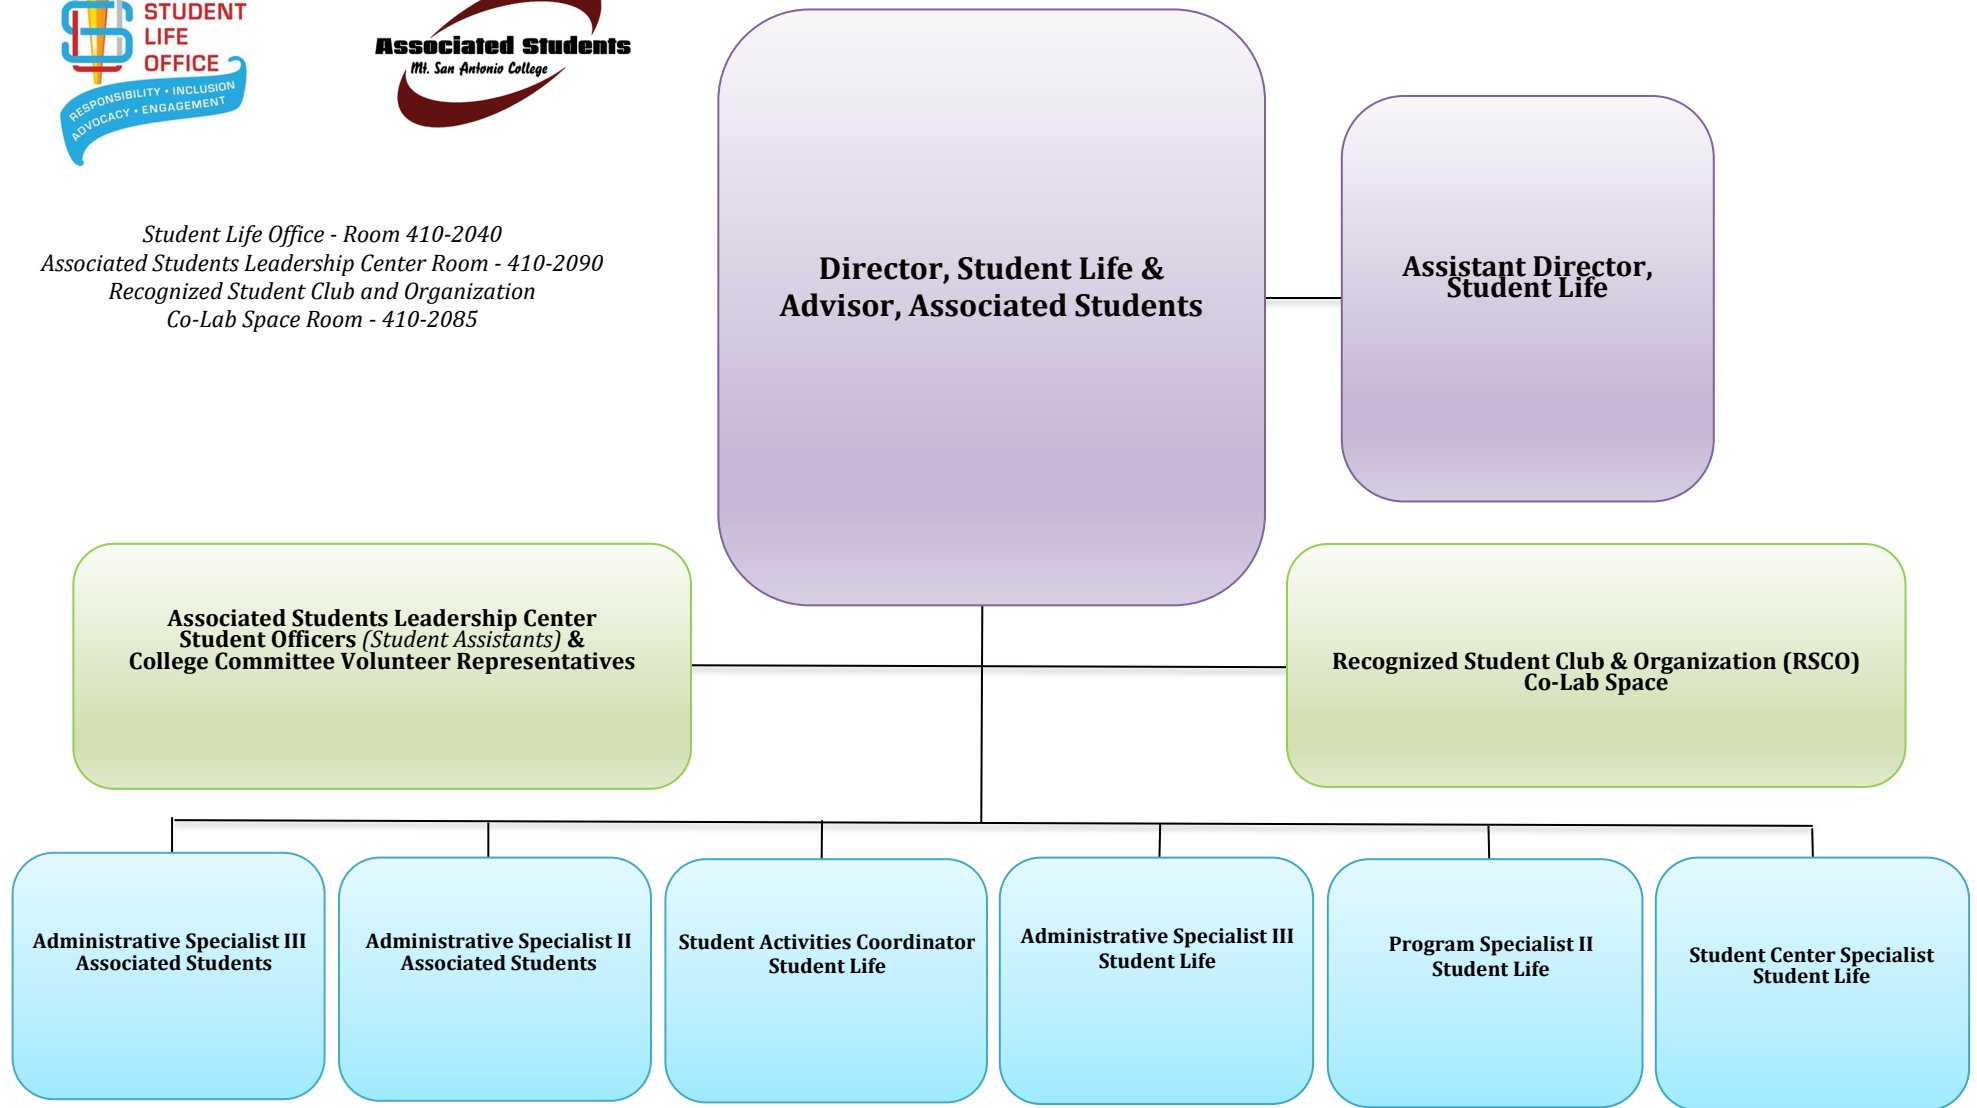 STUDENT
LIFE
OFFICE
RESPONSIBILITY • INCLUSION
ADVOCACY • ENGAGEMENT
Associated Students
Mt. San Antonio College
Student Life Office - Room 410-2040
Associated Students Leadership Center Room - 410-2090
Recognized Student Club and Organization
Co-Lab Space Room - 410-2085
Director, Student Life &
Advisor, Associated Students
Assistant Director,
Student Life
Associated Students Leadership Center
Student Officers (Student Assistants) &
College Committee Volunteer Representatives
Recognized Student Club & Organization (RSCO)
Co-Lab Space
Administrative Specialist III
Associated Students
Administrative Specialist II
Associated Students
Student Activities Coordinator
Student Life
Administrative Specialist III
Student Life
Program Specialist II
Student Life
Student Center Specialist
Student Life